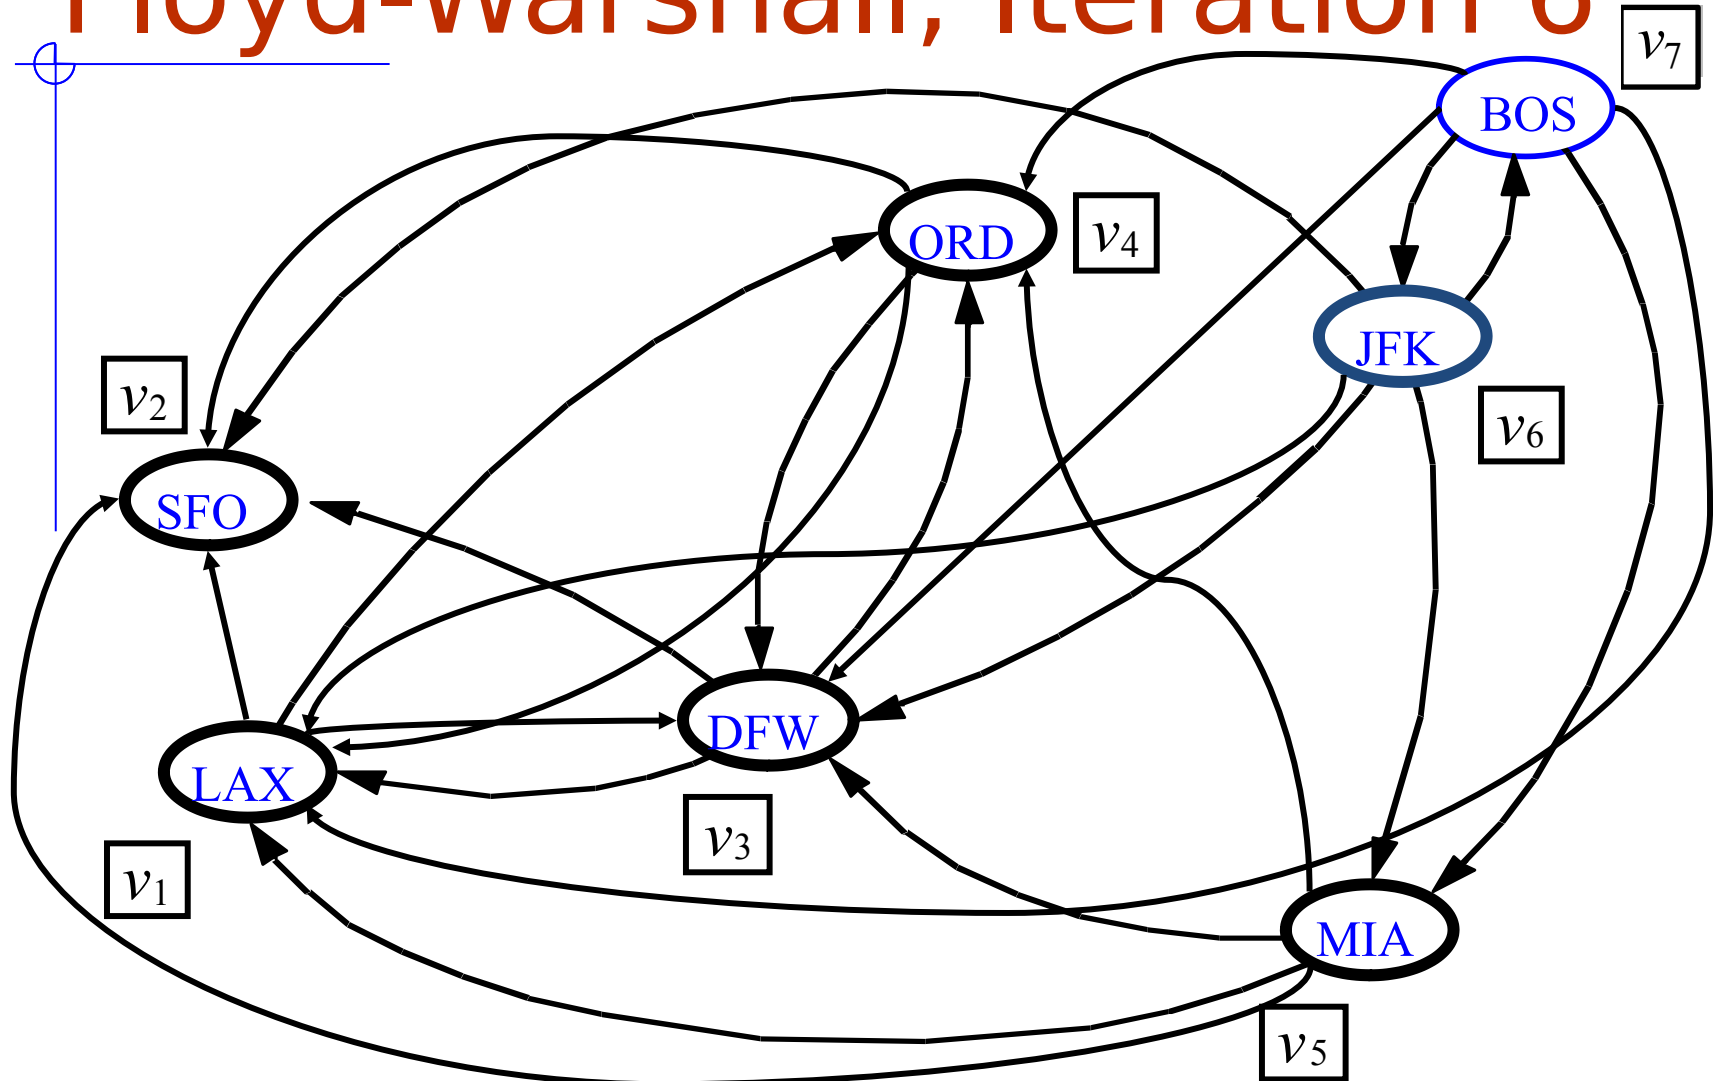 Floyd-Warshall, Iteration 6
v7
BOS
ORD
v4
JFK
v2
v6
SFO
DFW
LAX
v3
v1
MIA
v5